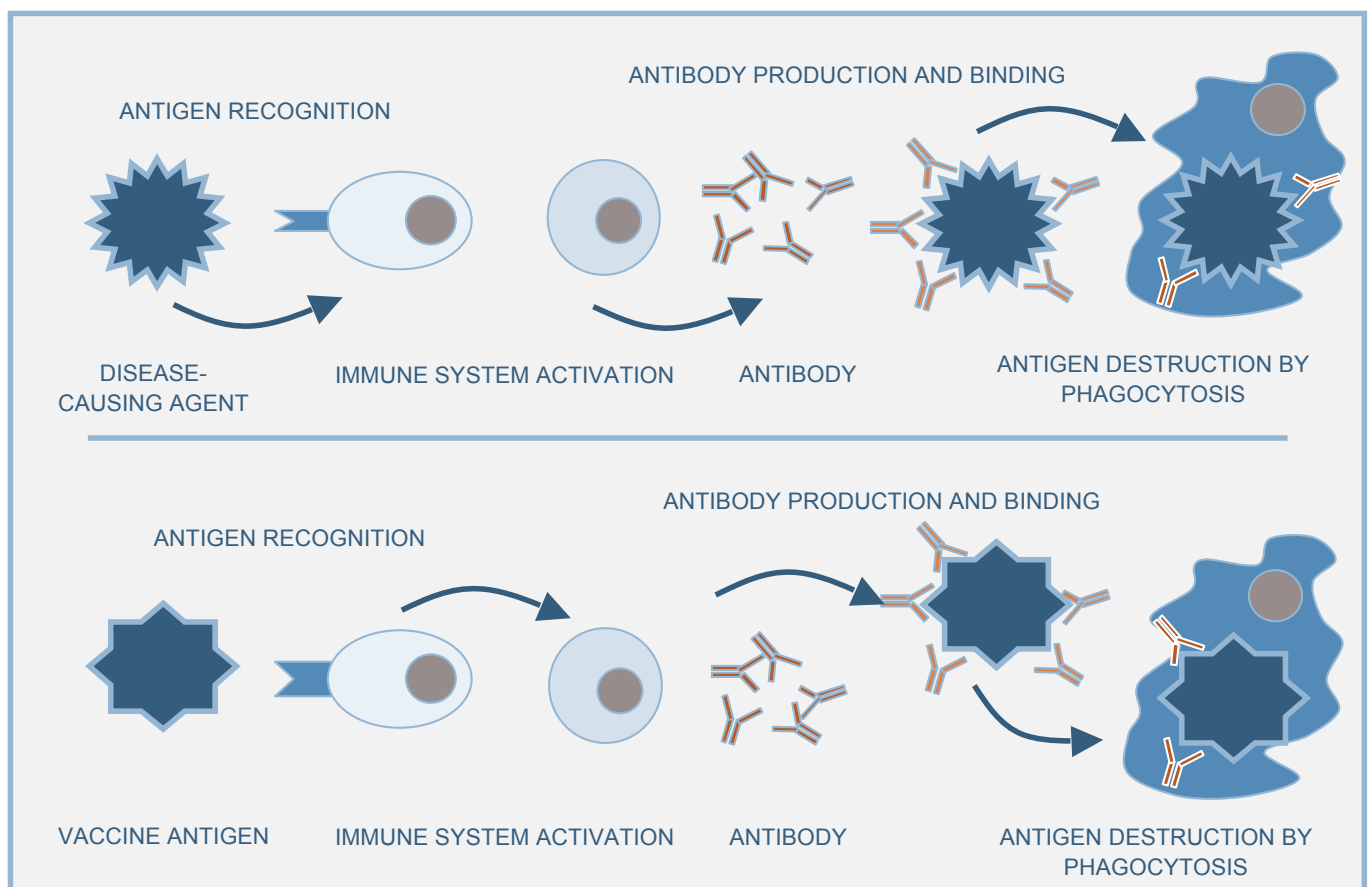 ANTIBODY PRODUCTION AND BINDING
ANTIGEN RECOGNITION
DISEASE-
CAUSING AGENT
IMMUNE SYSTEM ACTIVATION
ANTIBODY
ANTIGEN DESTRUCTION BY
PHAGOCYTOSIS
ANTIBODY PRODUCTION AND BINDING
ANTIGEN RECOGNITION
VACCINE ANTIGEN
IMMUNE SYSTEM ACTIVATION
ANTIBODY
ANTIGEN DESTRUCTION BY
PHAGOCYTOSIS